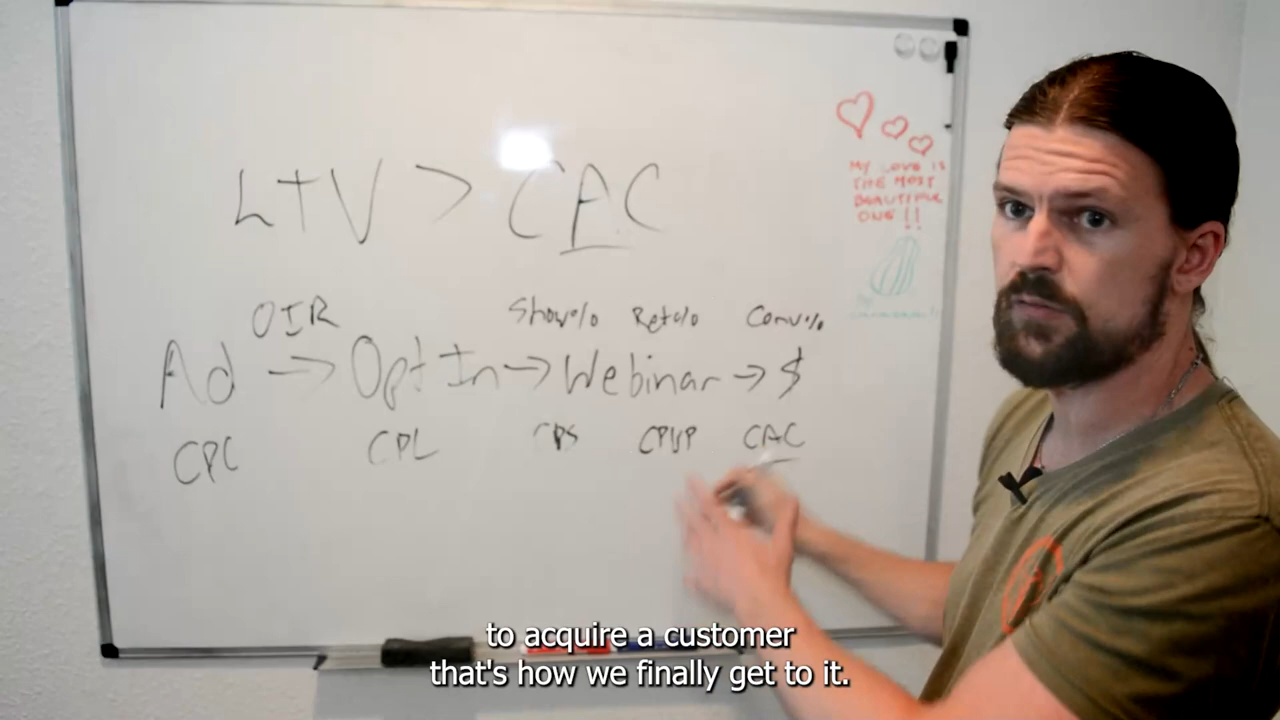 LTV > CAC
OIR Show% Ret% Conv%
Ad → Opt In → Webinar → $
CPC CPL CPS CPVP CAC
MY LOVE IS
THE MOST
BEAUTIFUL
ONE!!
to acquire a customer
that's how we finally get to it.